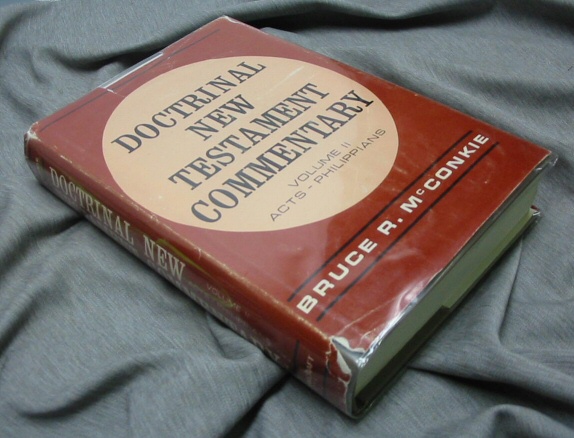 DOCTRINAL
NEW
TESTAMENT
COMMENTARY
VOLUME II
ACTS - PHILIPPIANS
BRUCE R. McCONKIE
DOCTRINAL NEW